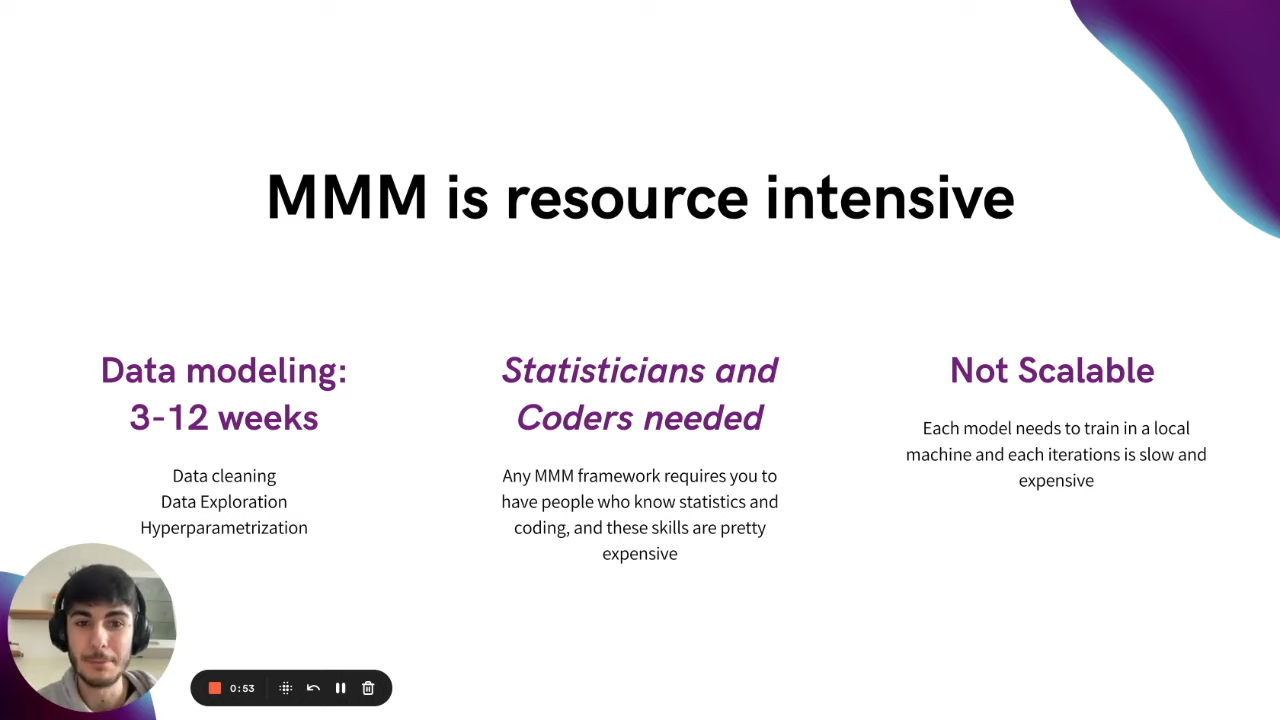 MMM is resource intensive
Data modeling:
3-12 weeks
Data cleaning
Data Exploration
Hyperparametrization
Statisticians and
Coders needed
Any MMM framework requires you to
have people who know statistics and
coding, and these skills are pretty
expensive
Not Scalable
Each model needs to train in a local
machine and each iterations is slow and
expensive
0:53